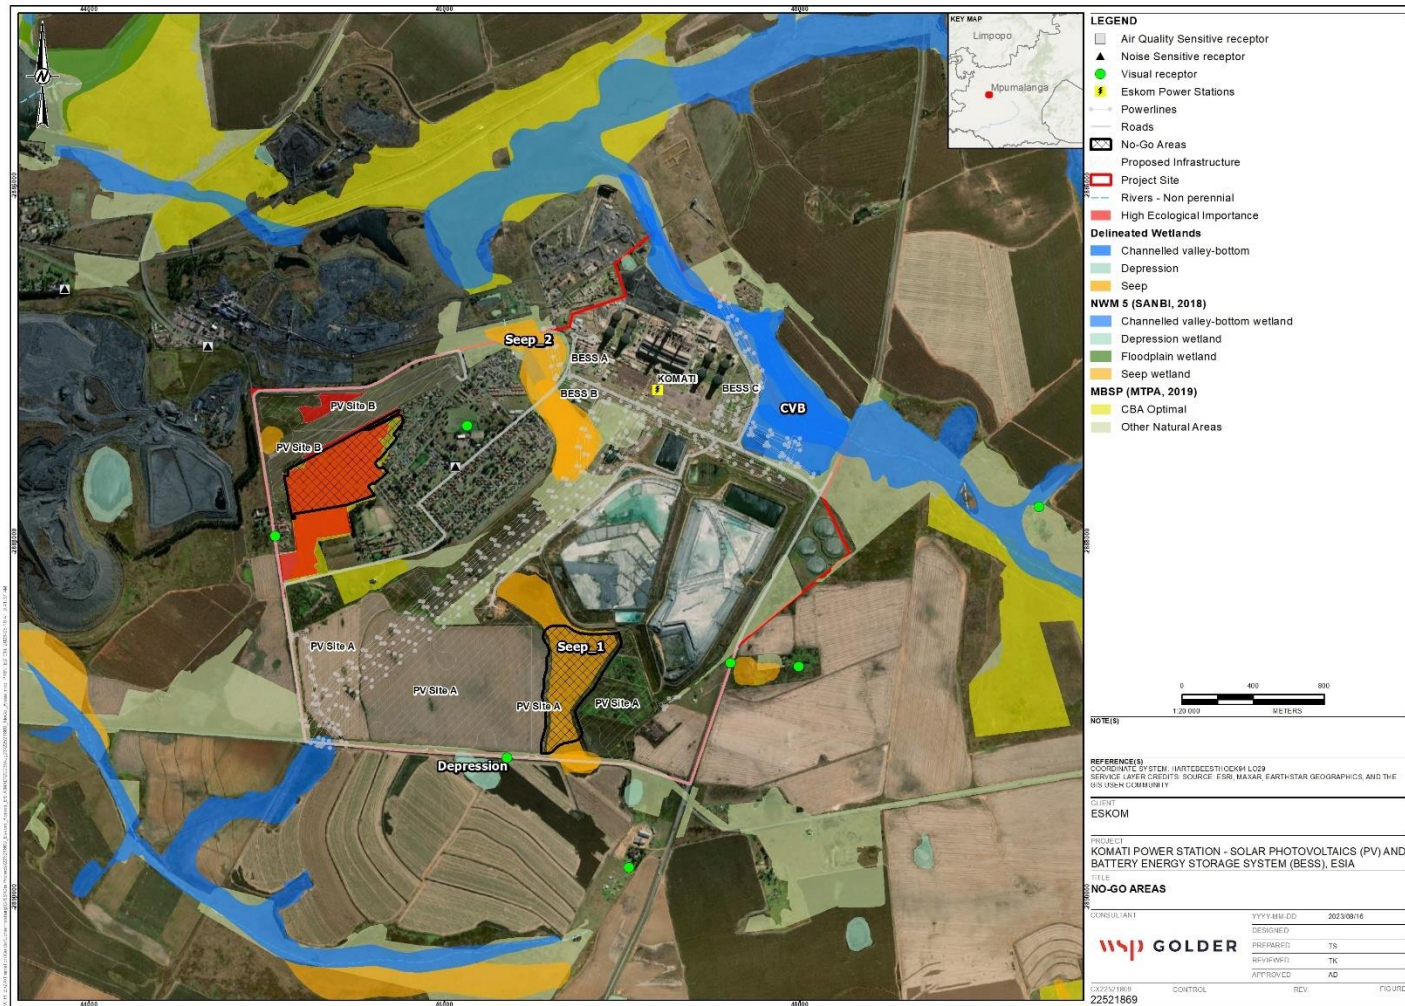 44000
46000
48000
KEY MAP
Limpopo
Mpumalanga
N
Seep_2
BESS A
BESS B
KOMATI
BESS C
CVB
PV Site B
PV Site B
PV Site A
PV Site A
PV Site A
PV Site A
Seep_1
Depression
44000
46000
48000
LEGEND
Air Quality Sensitive receptor
Noise Sensitive receptor
Visual receptor
Eskom Power Stations
Powerlines
Roads
No-Go Areas
Proposed Infrastructure
Project Site
Rivers - Non perennial
High Ecological Importance
Delineated Wetlands
Channelled valley-bottom
Depression
Seep
NWM 5 (SANBI, 2018)
Channelled valley-bottom wetland
Depression wetland
Floodplain wetland
Seep wetland
MBSP (MTPA, 2019)
CBA Optimal
Other Natural Areas
0 400 800
1:20 000 METERS
NOTE(S)
REFERENCE(S)
COORDINATE SYSTEM: HARTEBEESTHOEK94 LO29
SERVICE LAYER CREDITS: SOURCE: ESRI, MAXAR, EARTHSTAR GEOGRAPHICS, AND THE
GIS USER COMMUNITY
CLIENT
ESKOM
PROJECT
KOMATI POWER STATION - SOLAR PHOTOVOLTAICS (PV) AND
BATTERY ENERGY STORAGE SYSTEM (BESS), ESIA
TITLE
NO-GO AREAS
CONSULTANT
wsp GOLDER
YYYY-MM-DD 2023/08/16
DESIGNED
PREPARED TS
REVIEWED TK
APPROVED AD
CONTROL REV. FIGURE
22521869